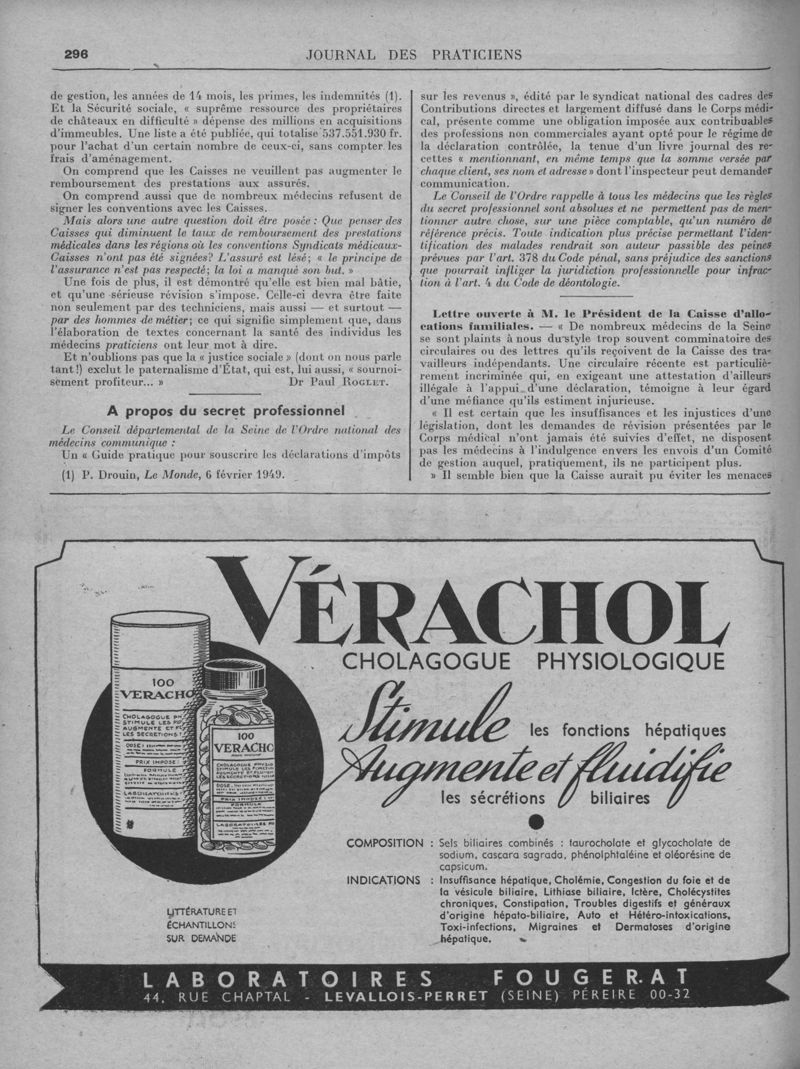 296
JOURNAL DES PRATICIENS
de gestion, les années de 14 mois, les primes, les indemnités (1).
Et la Sécurité sociale, « suprême ressource des propriétaires
de châteaux en difficulté » dépense des millions en acquisitions
d'immeubles. Une liste a été publiée, qui totalise 537.551.930 fr.
pour l'achat d'un certain nombre de ceux-ci, sans compter les
frais d'aménagement.
On comprend que les Caisses ne veuillent pas augmenter le
remboursement des prestations aux assurés.
On comprend aussi que de nombreux médecins refusent de
signer les conventions avec les Caisses.
Mais alors une autre question doit être posée : Que penser des
Caisses qui diminuent le taux de remboursement des prestations
médicales dans les régions où les conventions Syndicats médicaux-
Caisses n'ont pas été signées? L'assuré est lésé; « le principe de
l'assurance n'est pas respecté; la loi a manqué son but. »
Une fois de plus, il est démontré qu'elle est bien mal bâtie,
et qu'une sérieuse révision s'impose. Celle-ci devra être faite
non seulement par des techniciens, mais aussi — et surtout —
par des hommes de métier; ce qui signifie simplement que, dans
l'élaboration de textes concernant la santé des individus les
médecins praticiens ont leur mot à dire.
Et n'oublions pas que la « justice sociale » (dont on nous parle
tant!) exclut le paternalisme d'État, qui est, lui aussi, « sournoi-
sement profiteur... » Dr Paul ROGLET.
A propos du secret professionnel
Le Conseil départemental de la Seine de l'Ordre national des
médecins communique :
Un « Guide pratique pour souscrire les déclarations d'impôts
(1) P. Drouin, Le Monde, 6 février 1949.
sur les revenus », édité par le syndicat national des cadres des
Contributions directes et largement diffusé dans le Corps médi-
cal, présente comme une obligation imposée aux contribuables
des professions non commerciales ayant opté pour le régime de
la déclaration contrôlée, la tenue d'un livre journal des re-
cettes « mentionnant, en même temps que la somme versée par
chaque client, ses nom et adresse » dont l'inspecteur peut demander
communication.
Le Conseil de l'Ordre rappelle à tous les médecins que les règles
du secret professionnel sont absolues et ne permettent pas de men-
tionner autre chose, sur une pièce comptable, qu'un numéro de
référence précis. Toute indication plus précise permettant l'iden-
tification des malades rendrait son auteur passible des peines
prévues par l'art. 378 du Code pénal, sans préjudice des sanctions
que pourrait infliger la juridiction professionnelle pour infrac-
tion à l'art. 4 du Code de déontologie.
Lettre ouverte à M. le Président de la Caisse d'allo-
cations familiales. — « De nombreux médecins de la Seine
se sont plaints à nous du style trop souvent comminatoire des
circulaires ou des lettres qu'ils reçoivent de la Caisse des tra-
vailleurs indépendants. Une circulaire récente est particuliè-
rement incriminée qui, en exigeant une attestation d'ailleurs
illégale à l'appui d'une déclaration, témoigne à leur égard
d'une méfiance qu'ils estiment injurieuse.
« Il est certain que les insuffisances et les injustices d'une
législation, dont les demandes de révision présentées par le
Corps médical n'ont jamais été suivies d'effet, ne disposent
pas les médecins à l'indulgence envers les envois d'un Comité
de gestion auquel, pratiquement, ils ne participent plus.
» Il semble bien que la Caisse aurait pu éviter les menaces
VÉRACHOL
CHOLAGOGUE PHYSIOLOGIQUE
Stimule les fonctions hépatiques
Augmente et fluidifie
les sécrétions biliaires
100
VERACHO
CHOLAGOGUE PH
STIMULE LES FO
AUGMENTE ET F
LES SECRETIONS
DOSE:
PRIX IMPOSE
FORMULE
LABORATOIRES
100
VERACHO
CHOLAGOGUE PHYSIO
STIMULE LES FONCTI
AUGMENTE ET FLUIDI
LES SECRETIONS
DOSE
PRIX IMPOSE
FORMULE
LABORATOIRES FO
COMPOSITION : Sels biliaires combinés : taurocholate et glycocholate de
sodium, cascara sagrada, phénolphtaléine et oléorésine de
capsicum.
INDICATIONS : Insuffisance hépatique, Cholémie, Congestion du foie et de
la vésicule biliaire, Lithiase biliaire, Ictère, Cholécystites
chroniques, Constipation, Troubles digestifs et généraux
d'origine hépato-biliaire, Auto et Hétéro-intoxications,
Toxi-infections, Migraines et Dermatoses d'origine
hépatique.
LITTÉRATURE ET
ÉCHANTILLONS
SUR DEMANDE
LABORATOIRES FOUGERAT
44, RUE CHAPTAL - LEVALLOIS-PERRET (SEINE) PÉREIRE 00-32